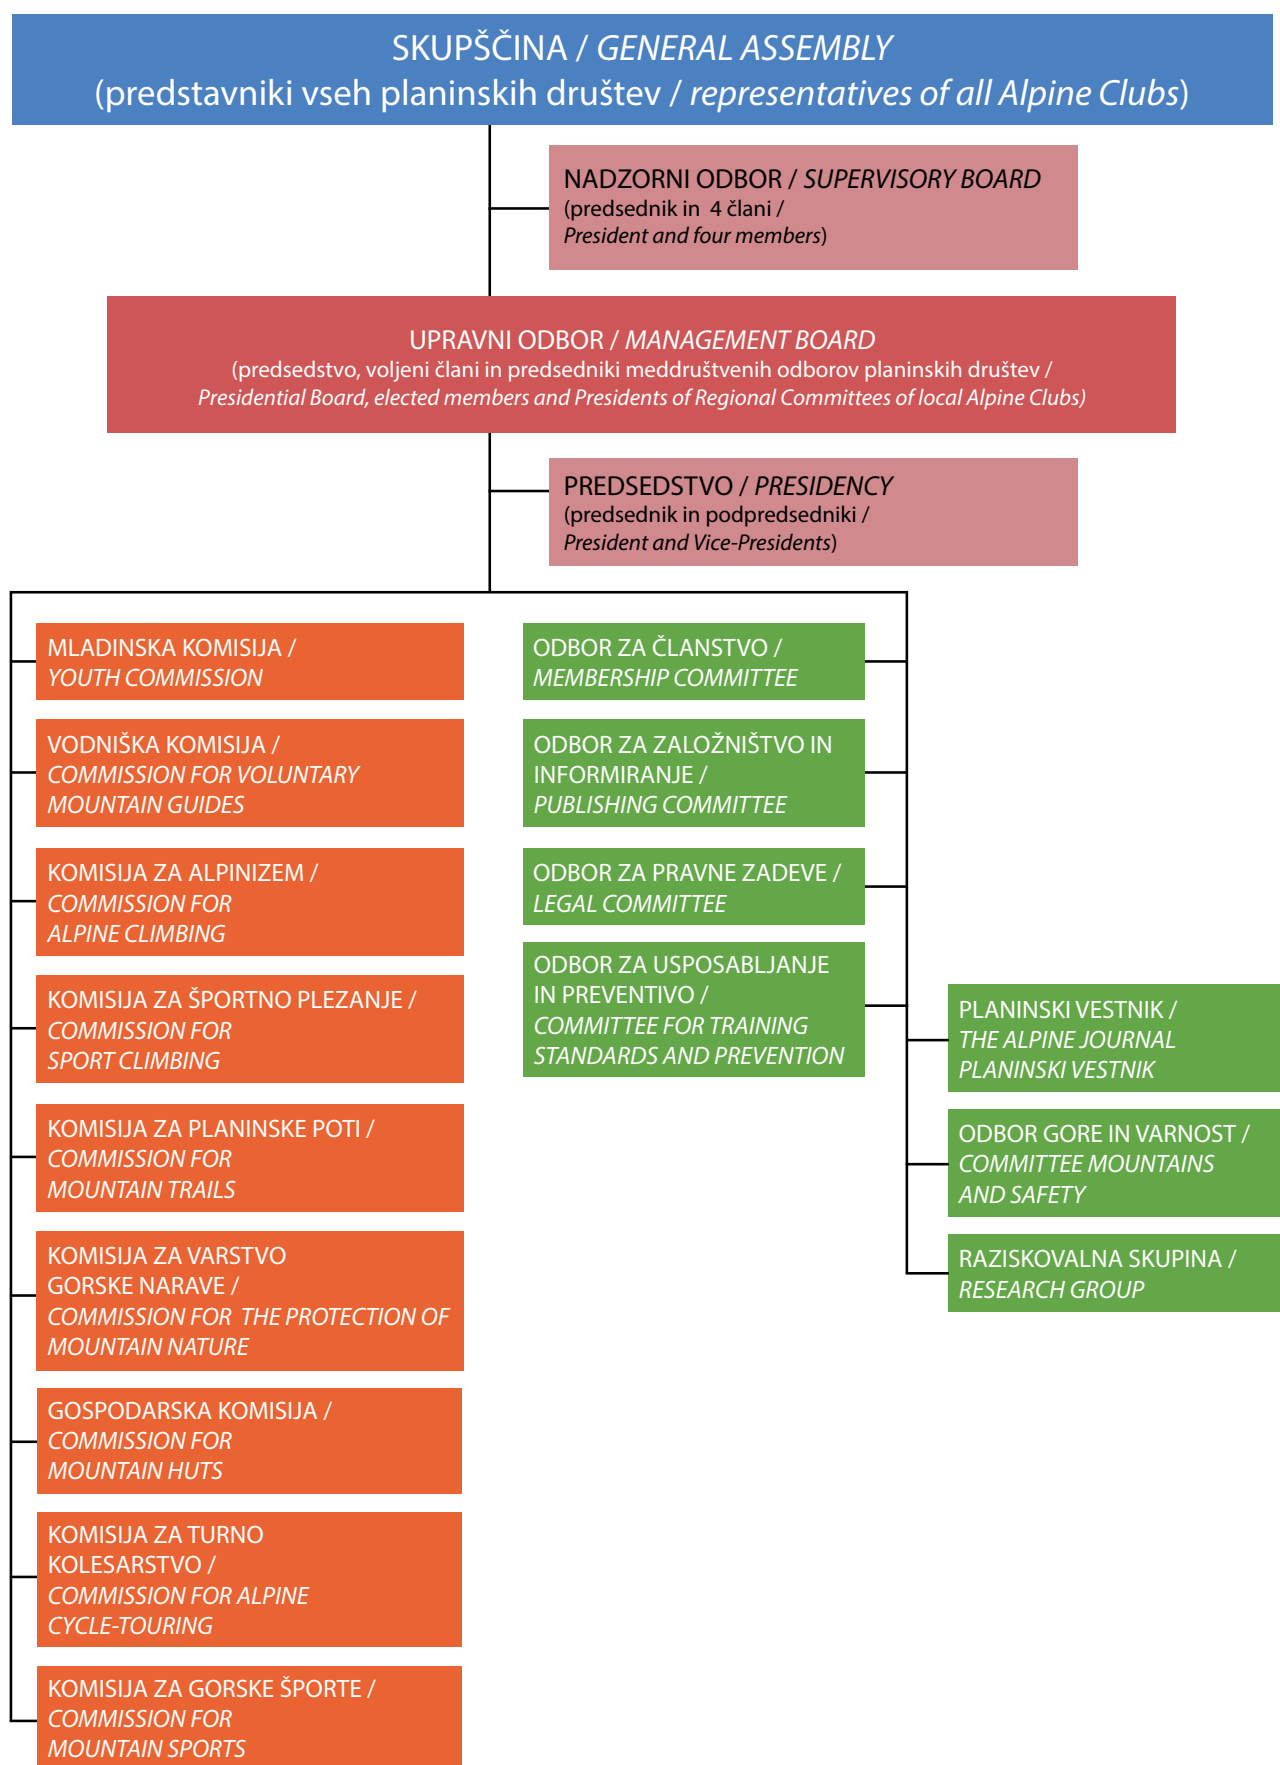 SKUPŠČINA / GENERAL ASSEMBLY
(predstavniki vseh planinskih društev / representatives of all Alpine Clubs)
NADZORNI ODBOR / SUPERVISORY BOARD
(predsednik in 4 člani /
President and four members)
UPRAVNI ODBOR / MANAGEMENT BOARD
(predsedstvo, voljeni člani in predsedniki meddruštvenih odborov planinskih društev /
Presidential Board, elected members and Presidents of Regional Committees of local Alpine Clubs)
PREDSEDSTVO / PRESIDENCY
(predsednik in podpredsedniki /
President and Vice-Presidents)
MLADINSKA KOMISIJA /
YOUTH COMMISSION
VODNIŠKA KOMISIJA /
COMMISSION FOR VOLUNTARY
MOUNTAIN GUIDES
KOMISIJA ZA ALPINIZEM /
COMMISSION FOR
ALPINE CLIMBING
KOMISIJA ZA ŠPORTNO PLEZANJE /
COMMISSION FOR
SPORT CLIMBING
KOMISIJA ZA PLANINSKE POTI /
COMMISSION FOR
MOUNTAIN TRAILS
KOMISIJA ZA VARSTVO
GORSKE NARAVE /
COMMISSION FOR THE PROTECTION OF
MOUNTAIN NATURE
GOSPODARSKA KOMISIJA /
COMMISSION FOR
MOUNTAIN HUTS
KOMISIJA ZA TURNO
KOLESARSTVO /
COMMISSION FOR ALPINE
CYCLE-TOURING
KOMISIJA ZA GORSKE ŠPORTE /
COMMISSION FOR
MOUNTAIN SPORTS
ODBOR ZA ČLANSTVO /
MEMBERSHIP COMMITTEE
ODBOR ZA ZALOŽNIŠTVO IN
INFORMIRANJE /
PUBLISHING COMMITTEE
ODBOR ZA PRAVNE ZADEVE /
LEGAL COMMITTEE
ODBOR ZA USPOSABLJANJE
IN PREVENTIVO /
COMMITTEE FOR TRAINING
STANDARDS AND PREVENTION
PLANINSKI VESTNIK /
THE ALPINE JOURNAL
PLANINSKI VESTNIK
ODBOR GORE IN VARNOST /
COMMITTEE MOUNTAINS
AND SAFETY
RAZISKOVALNA SKUPINA /
RESEARCH GROUP